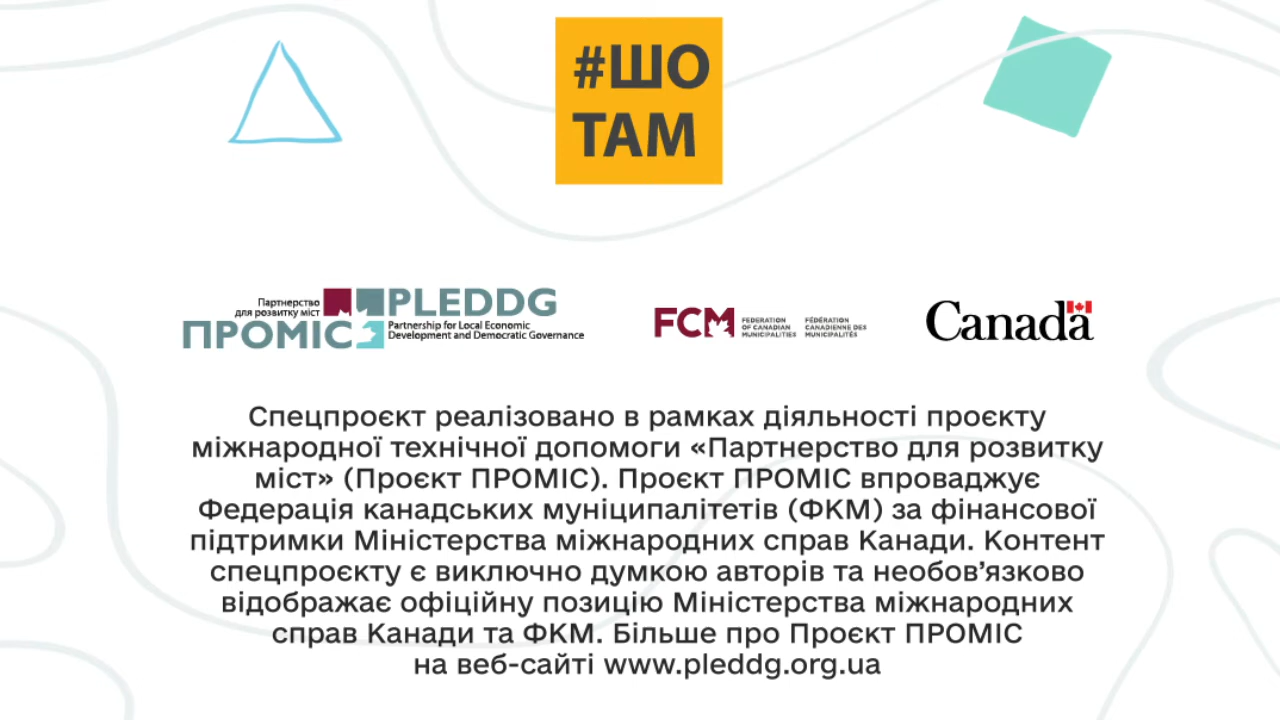 #ШО
ТАМ
Партнерство
для розвитку міст
ПРОМІС
PLEDDG
Partnership for Local Economic
Development and Democratic Governance
FCM
FEDERATION
OF CANADIAN
MUNICIPALITIES
FÉDÉRATION
CANADIENNE DES
MUNICIPALITÉS
Canada
Спецпроєкт реалізовано в рамках діяльності проєкту
міжнародної технічної допомоги «Партнерство для розвитку
міст» (Проєкт ПРОМІС). Проєкт ПРОМІС впроваджує
Федерація канадських муніципалітетів (ФКМ) за фінансової
підтримки Міністерства міжнародних справ Канади. Контент
спецпроєкту є виключно думкою авторів та необов’язково
відображає офіційну позицію Міністерства міжнародних
справ Канади та ФКМ. Більше про Проєкт ПРОМІС
на веб-сайті www.pleddg.org.ua